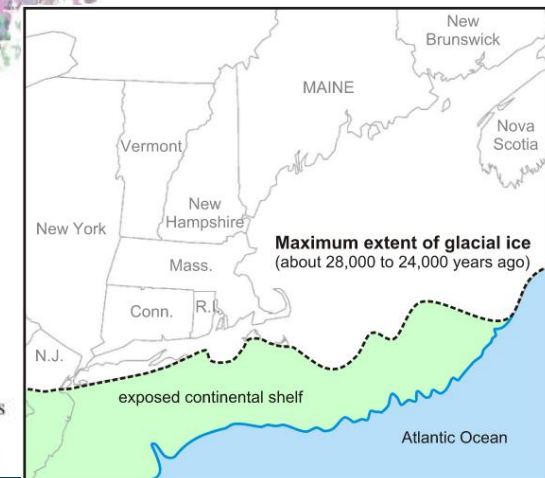 New
Brunswick
MAINE
Nova
Scotia
Vermont
New
Hampshire
New York
Maximum extent of glacial ice
(about 28,000 to 24,000 years ago)
Mass.
Conn.
R.I.
N.J.
exposed continental shelf
Atlantic Ocean
s